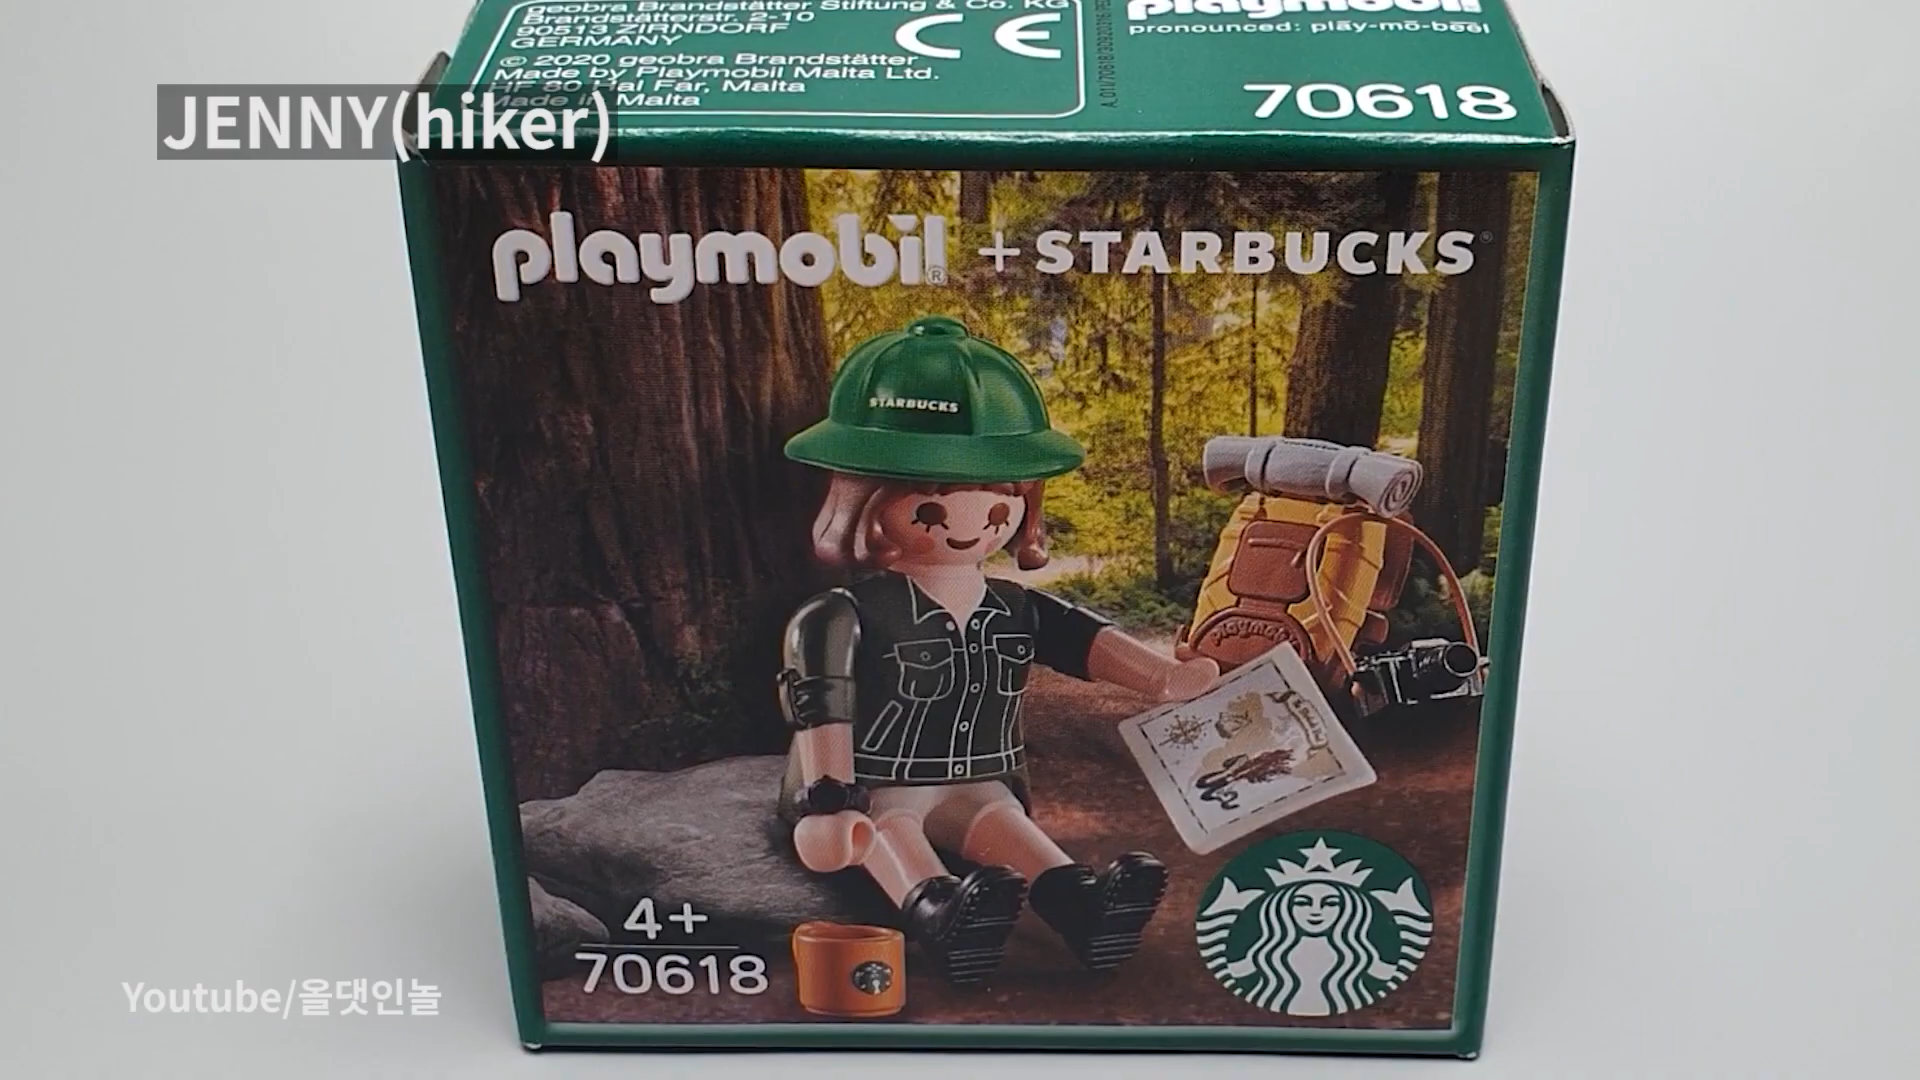 geobra Brandstätter Stiftung & Co. KG
Brandstätterstr. 2-10
90513 ZIRNDORF
GERMANY
© 2020 geobra Brandstätter
Made by Playmobil Malta Ltd.
HF 80 Hal Far, Malta
Made in Malta
CE
playmobil
pronounced: plāy-mō-bēēl
70618
JENNY(hiker)
playmobil® + STARBUCKS®
STARBUCKS
playmobil
4+
70618
Youtube/올댓인놀